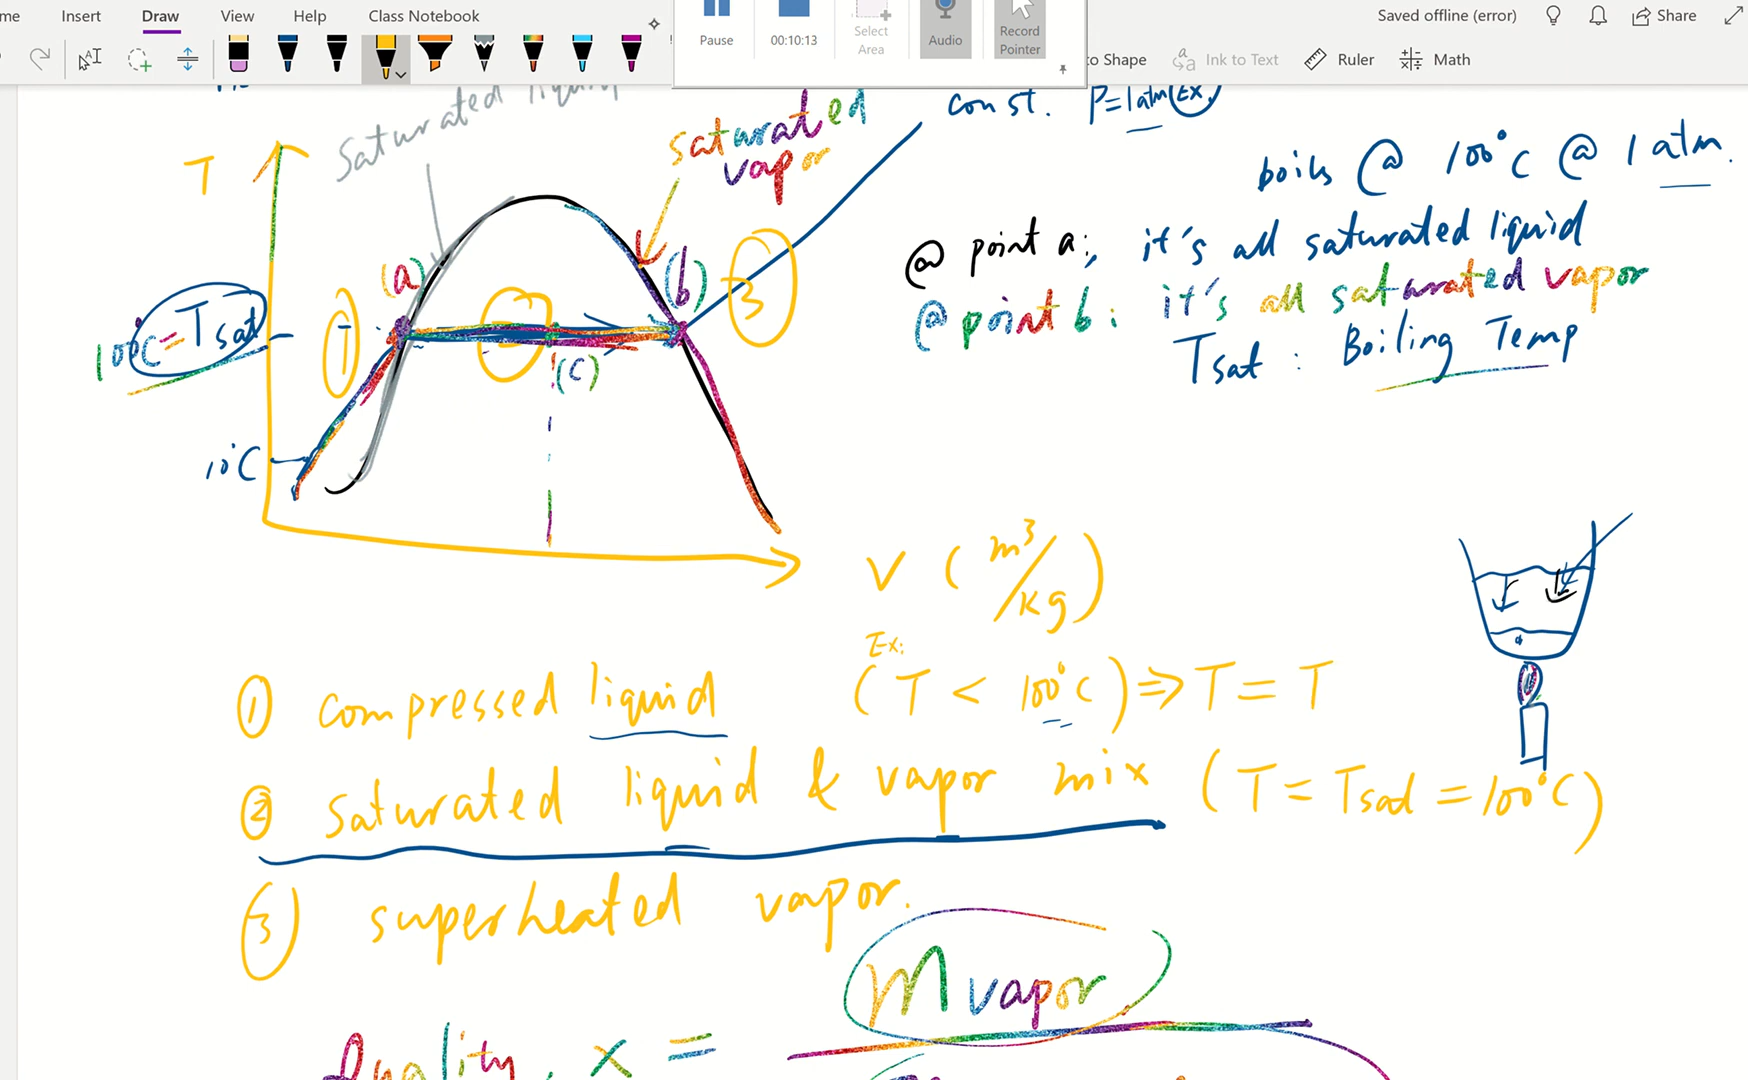 Draw
View
Help
Class Notebook
Insert
Pause
00:10:13
Select Area
Audio
Record Pointer
Saved offline (error)
Share
to Shape
Ink to Text
Ruler
Math
Saturated liquid
saturated vapor
const. P=1atm (Ex.)
boils @ 100°C @ 1 atm.
T
@ point a: it's all saturated liquid
@ point b: it's all saturated vapor
Tsat : Boiling Temp
(a)
(b)
100°C = Tsat
1
2
3
(c)
10°C
V (m³/kg)
① compressed liquid
Ex:
(T < 100°C) ⇒ T = T
② saturated liquid & vapor mix (T = Tsat = 100°C)
③ superheated vapor.
Quality, x = m vapor